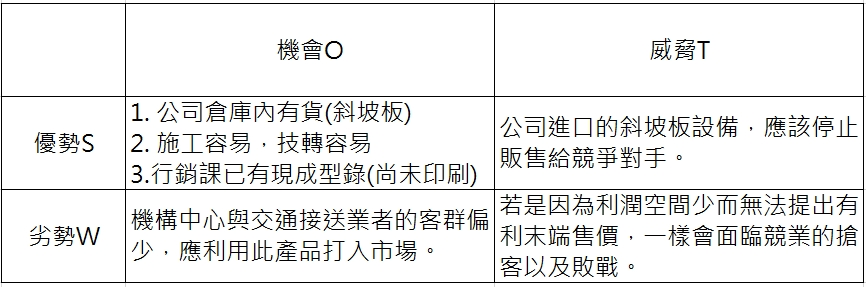 機會O
威脅T
優勢S
1. 公司倉庫內有貨(斜坡板)
2. 施工容易，技轉容易
3.行銷課已有現成型錄(尚未印刷)
公司進口的斜坡板設備，應該停止
販售給競爭對手。
劣勢W
機構中心與交通接送業者的客群偏
少，應利用此產品打入市場。
若是因為利潤空間少而無法提出有
利末端售價，一樣會面臨競業的搶
客以及敗戰。